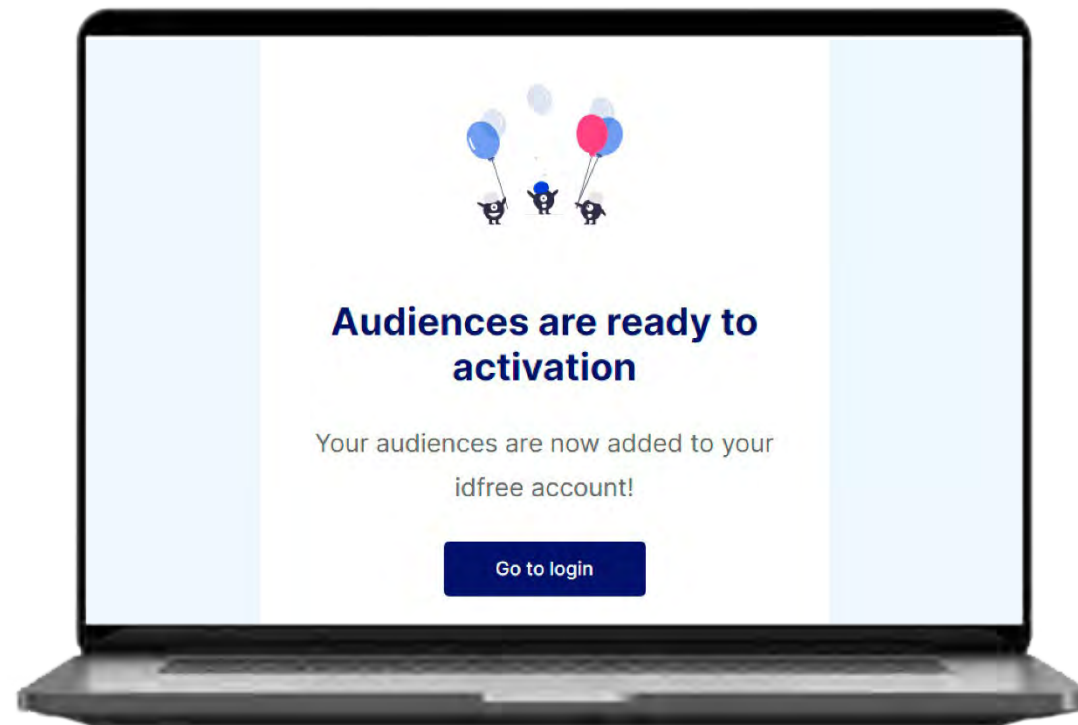 Audiences are ready to
activation
Your audiences are now added to your
idfree account!
Go to login